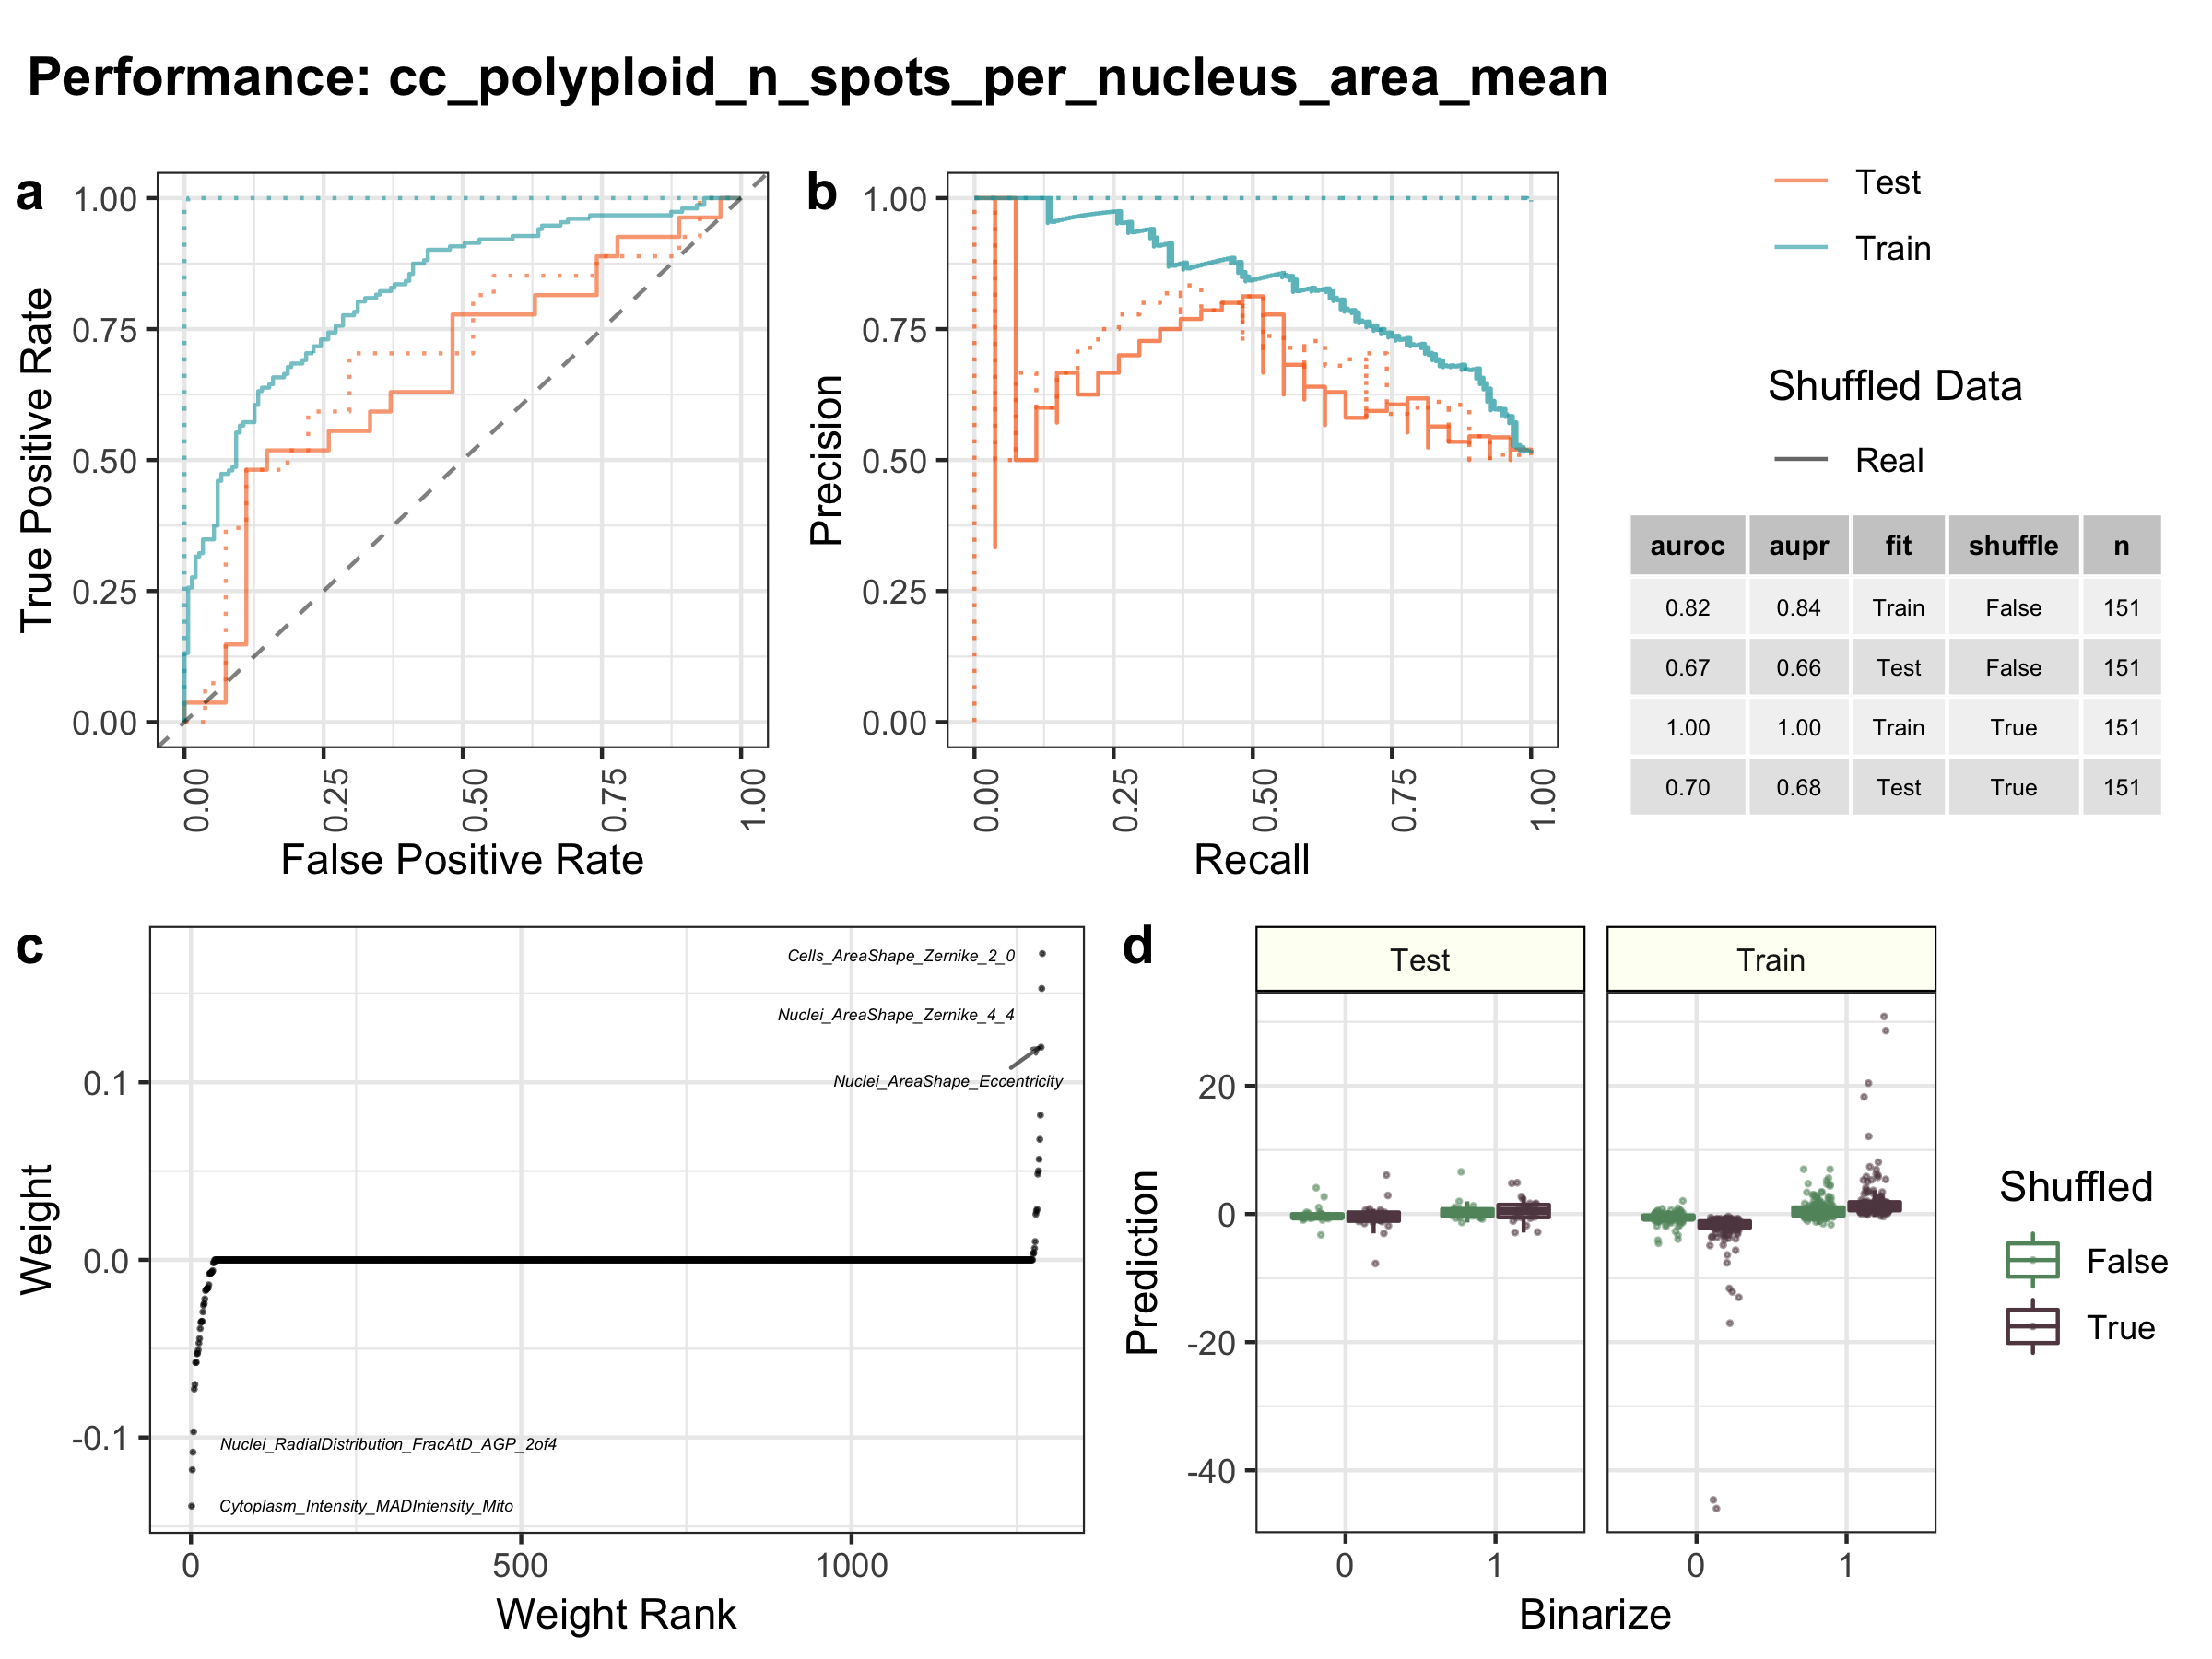 Performance: cc_polyploid_n_spots_per_nucleus_area_mean
a
1.00
0.75
0.50
0.25
0.00
True Positive Rate
0.00
0.25
0.50
0.75
1.00
False Positive Rate
b
1.00
0.75
0.50
0.25
0.00
Precision
0.00
0.25
0.50
0.75
1.00
Recall
Test
Train
Shuffled Data
Real
auroc aupr fit shuffle n
0.82 0.84 Train False 151
0.67 0.66 Test False 151
1.00 1.00 Train True 151
0.70 0.68 Test True 151
c
0.1
0.0
-0.1
Weight
Cells_AreaShape_Zernike_2_0
Nuclei_AreaShape_Zernike_4_4
Nuclei_AreaShape_Eccentricity
Nuclei_RadialDistribution_FracAtD_AGP_2of4
Cytoplasm_Intensity_MADIntensity_Mito
0
500
1000
Weight Rank
d
Test
Train
20
0
-20
-40
Prediction
0
1
0
1
Binarize
Shuffled
False
True